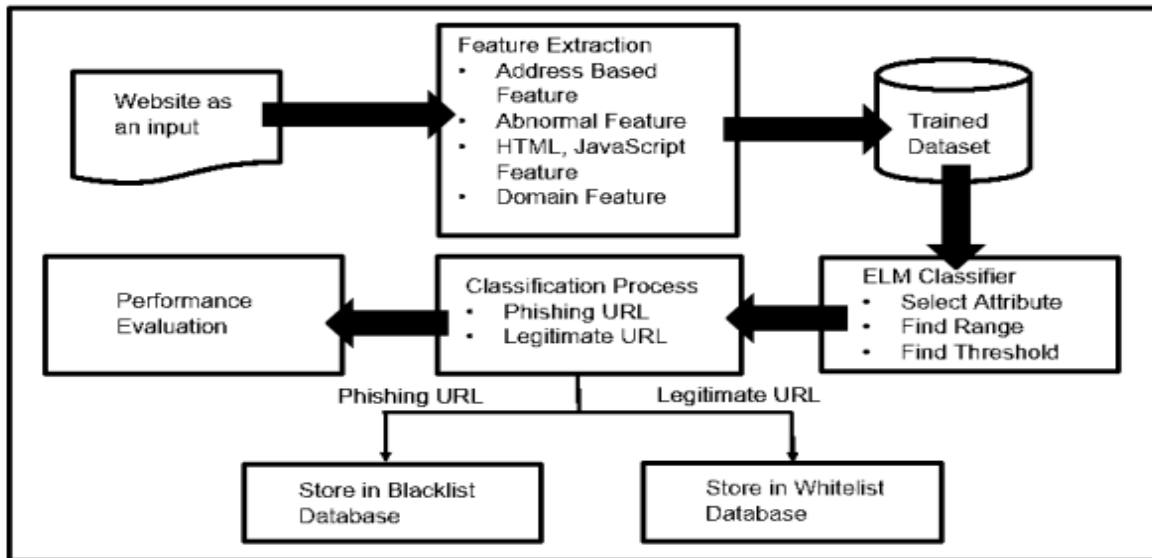 Website as
an input
Feature Extraction
• Address Based
Feature
• Abnormal Feature
• HTML, JavaScript
Feature
• Domain Feature
Trained
Dataset
ELM Classifier
• Select Attribute
• Find Range
• Find Threshold
Classification Process
• Phishing URL
• Legitimate URL
Performance
Evaluation
Phishing URL
Legitimate URL
Store in Blacklist
Database
Store in Whitelist
Database